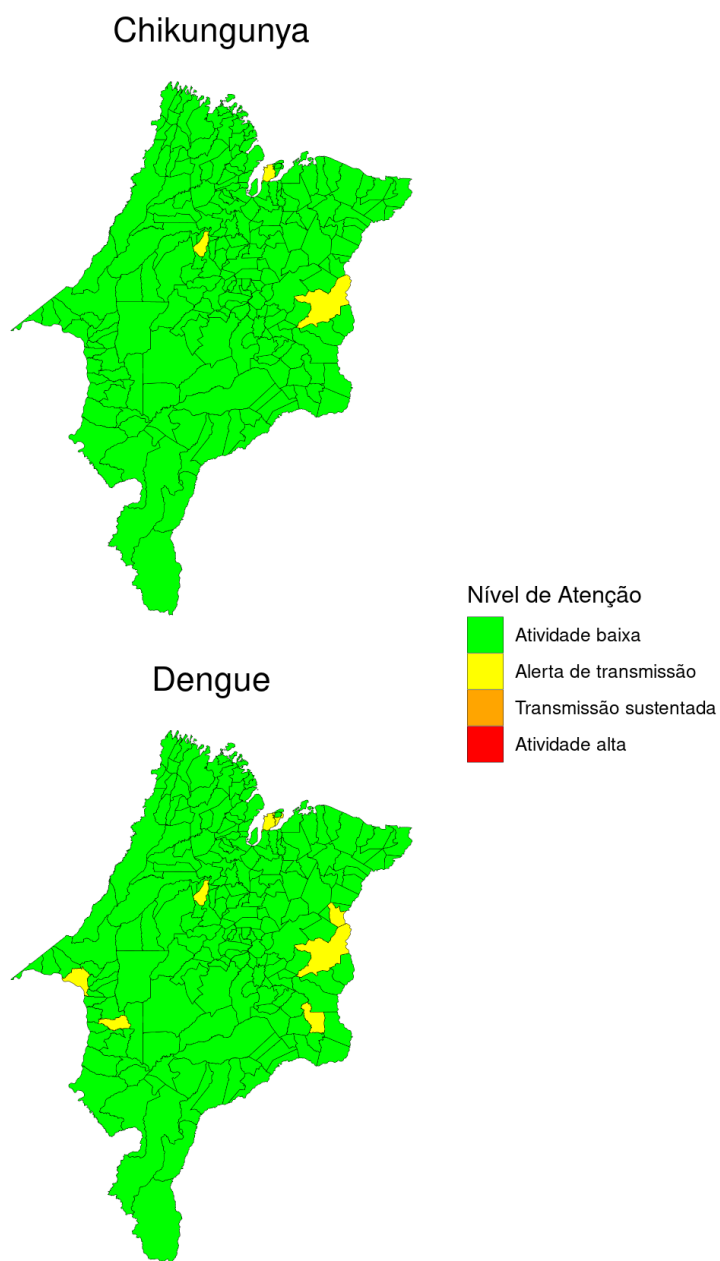 Chikungunya
Nível de Atenção
Atividade baixa
Alerta de transmissão
Transmissão sustentada
Atividade alta
Dengue